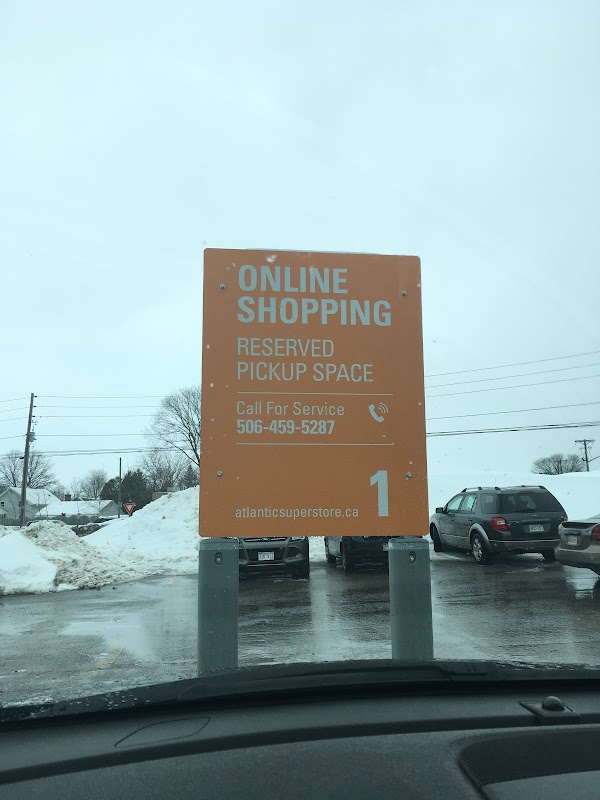 ONLINE
SHOPPING
RESERVED
PICKUP SPACE
Call For Service
506-459-5287
1
atlanticsuperstore.ca